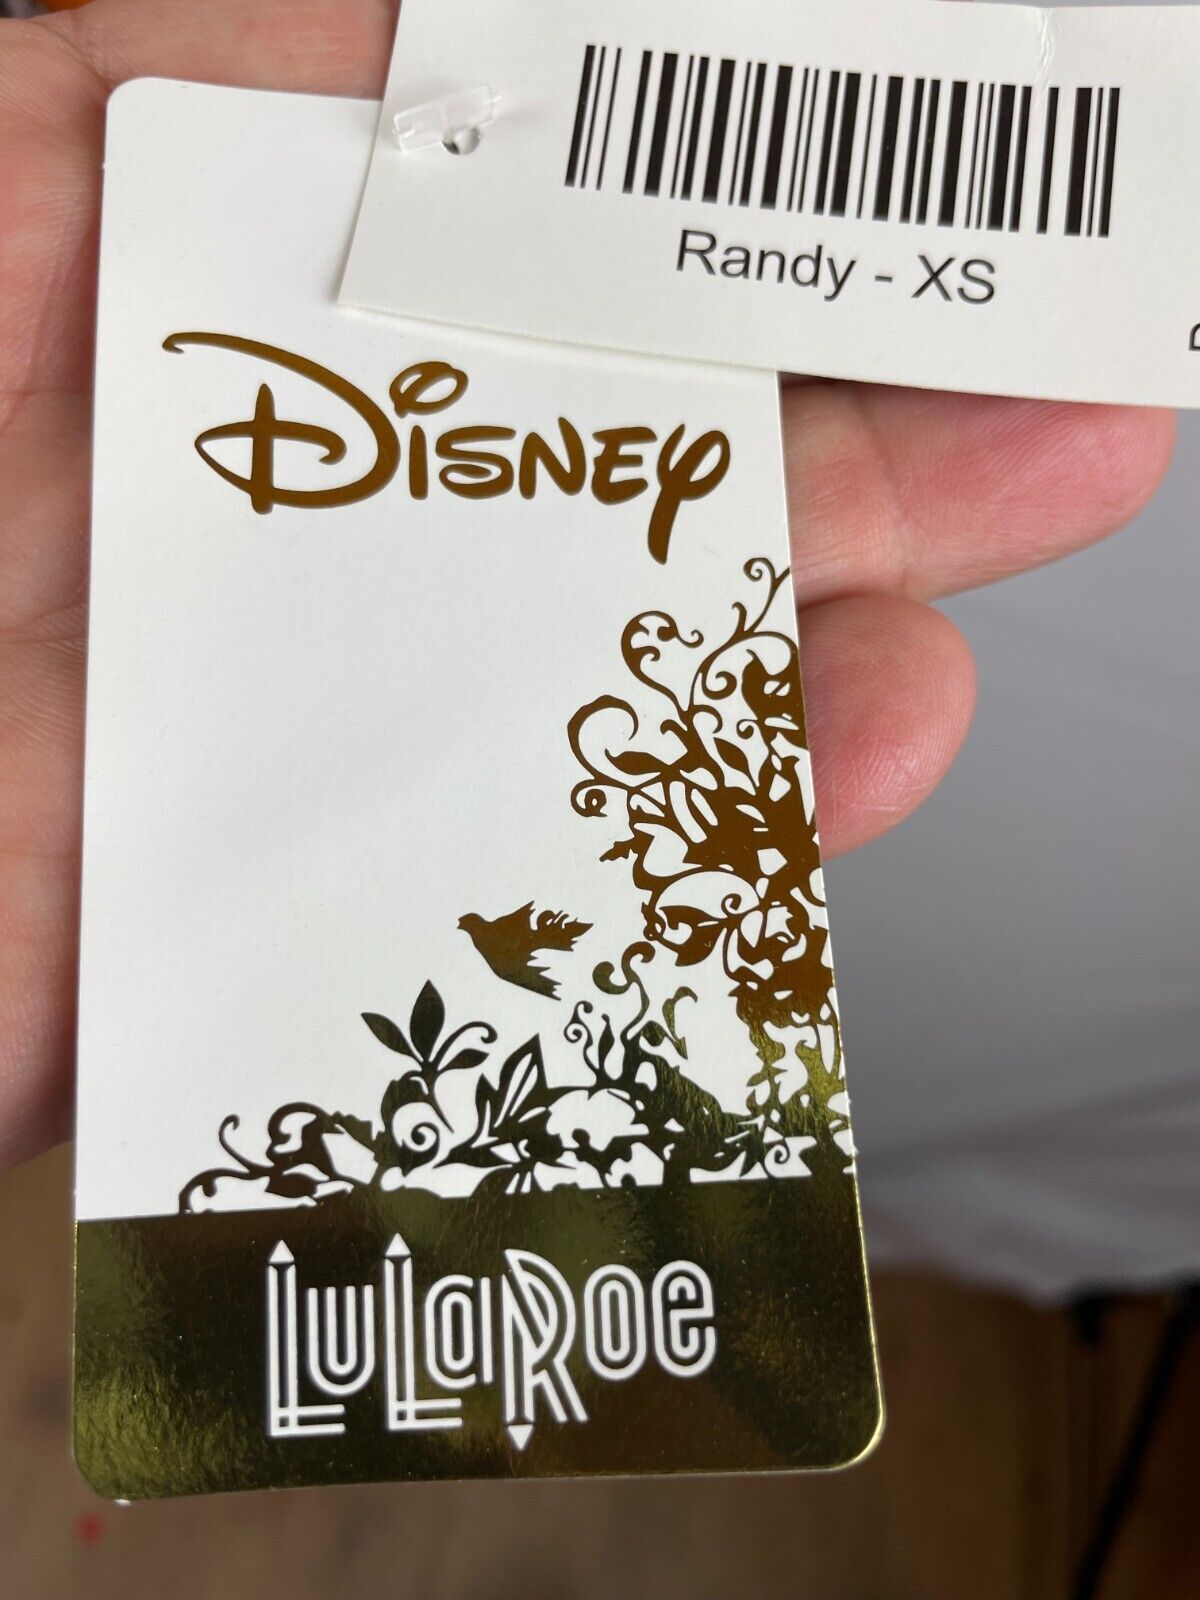 Randy - XS
Disney
LuLaRoe